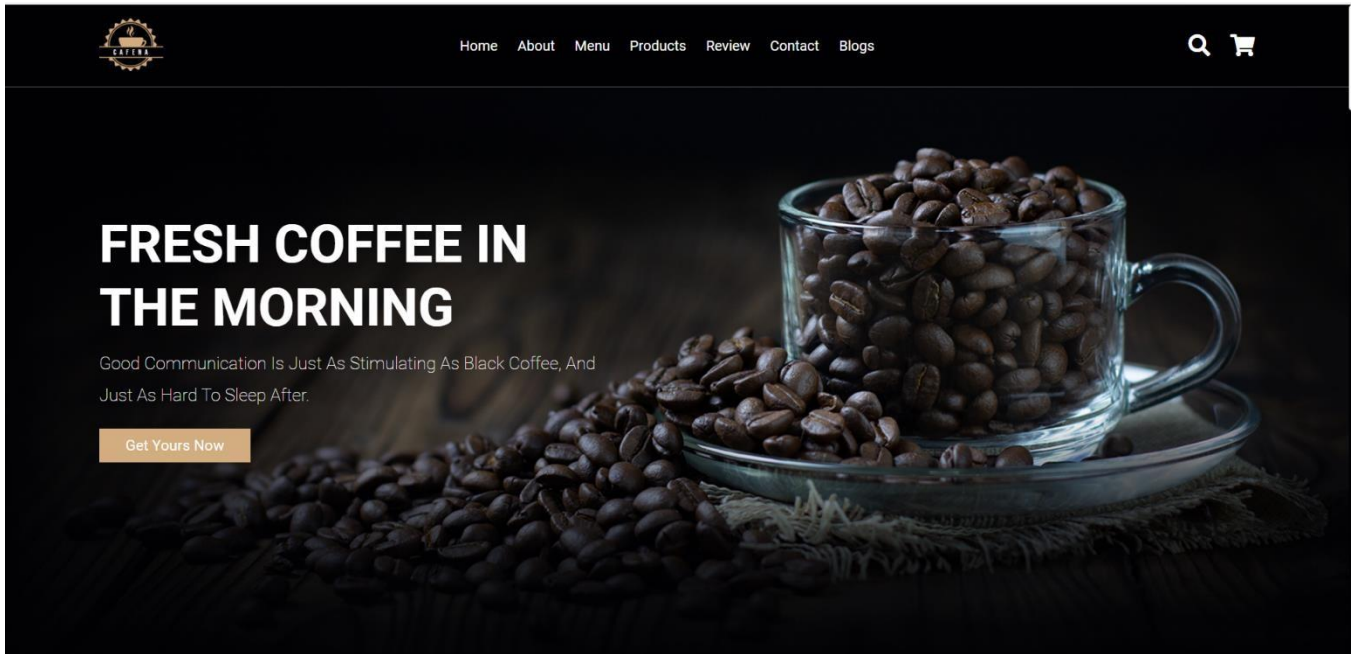 CAFENA
Home About Menu Products Review Contact Blogs
FRESH COFFEE IN
THE MORNING
Good Communication Is Just As Stimulating As Black Coffee, And
Just As Hard To Sleep After.
Get Yours Now